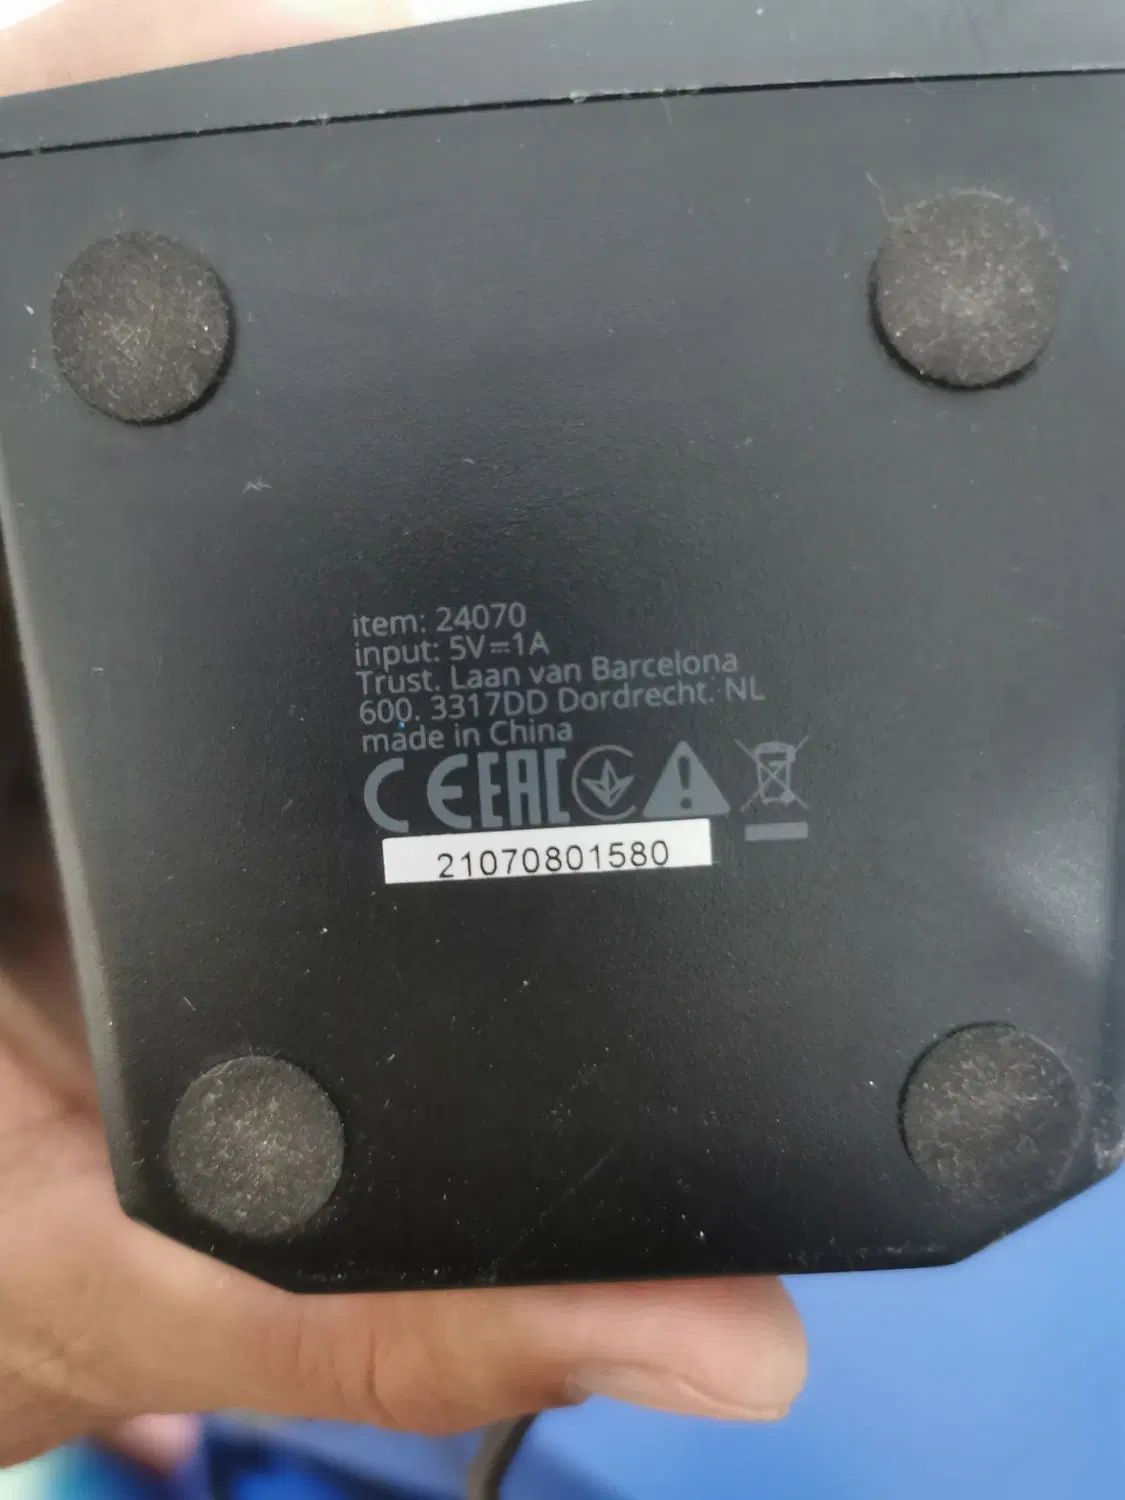 item: 24070
input: 5V⎓1A
Trust. Laan van Barcelona
600. 3317DD Dordrecht. NL
made in China
CE EAC
21070801580